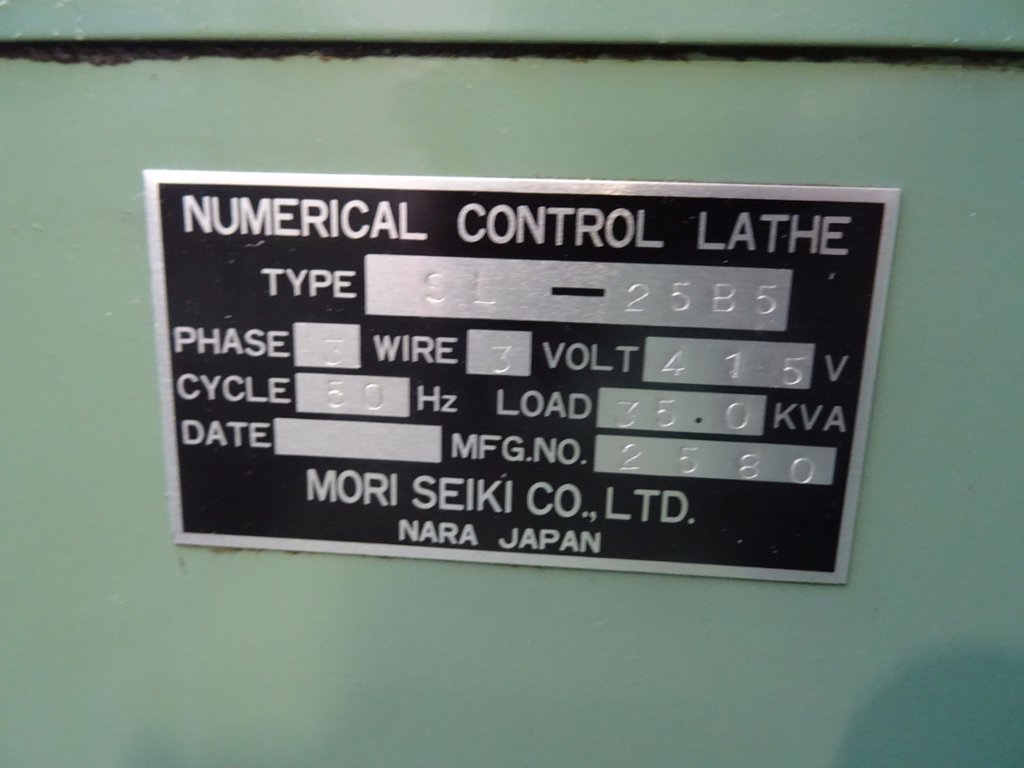 NUMERICAL CONTROL LATHE
TYPE SL — 25B5
PHASE 3 WIRE 3 VOLT 415 V
CYCLE 50 Hz LOAD 35.0 KVA
DATE MFG.NO. 2580
MORI SEIKI CO., LTD.
NARA JAPAN